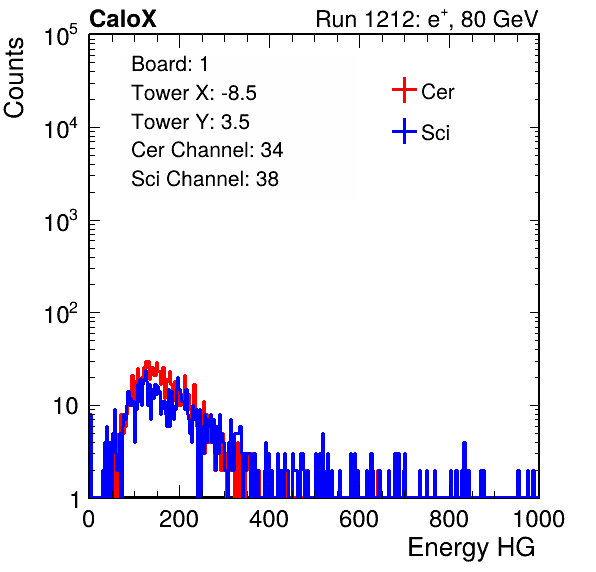 CaloX Run 1212: e⁺, 80 GeV
Counts
10⁵
10⁴
10³
10²
10
1
Board: 1
Tower X: -8.5
Tower Y: 3.5
Cer Channel: 34
Sci Channel: 38
Cer
Sci
0 200 400 600 800 1000
Energy HG